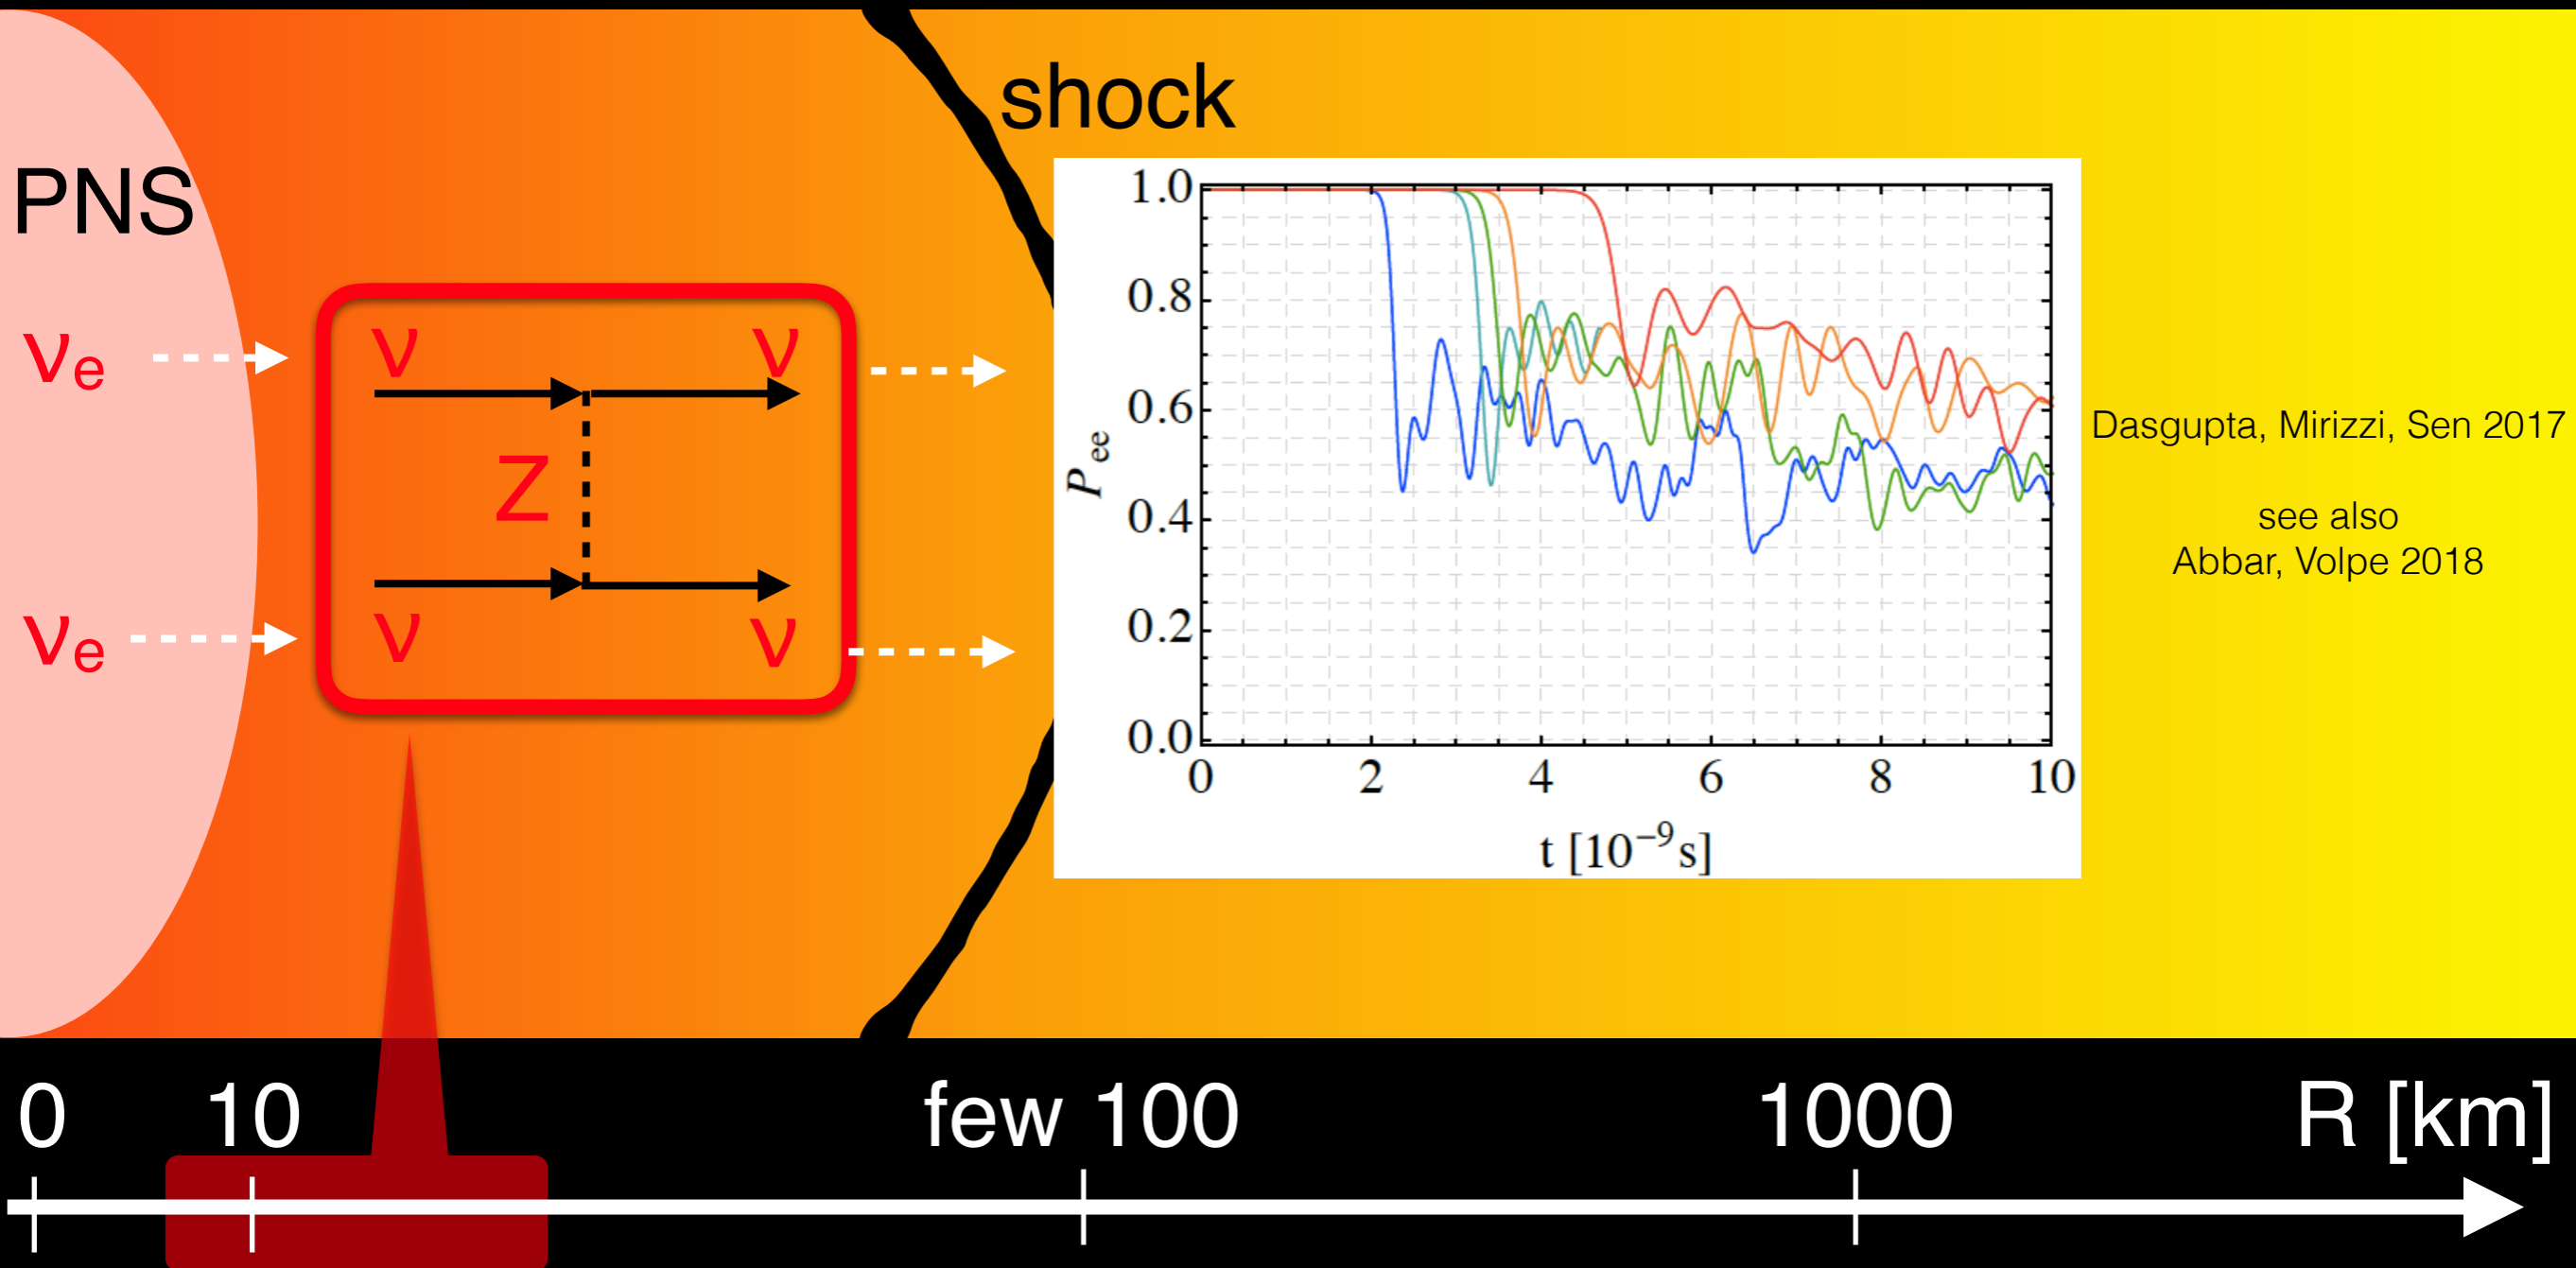 shock
PNS
νe
ν
ν
Z
νe
ν
ν
1.0
0.8
0.6
0.4
0.2
0.0
Pee
0
2
4
6
8
10
t [10⁻⁹s]
Dasgupta, Mirizzi, Sen 2017
see also
Abbar, Volpe 2018
0
10
few 100
1000
R [km]